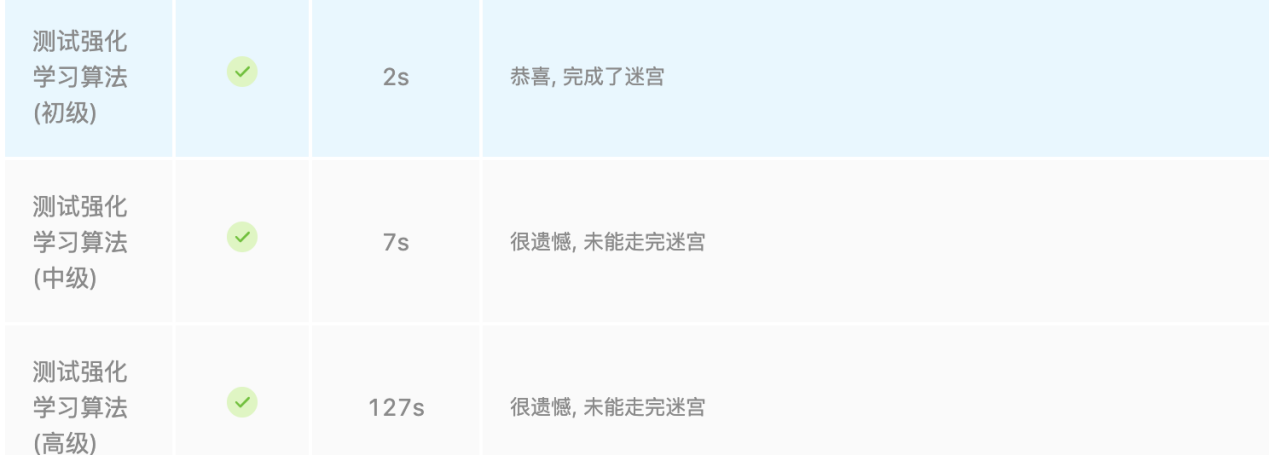 测试强化
学习算法
(初级)
2s
恭喜, 完成了迷宫
测试强化
学习算法
(中级)
7s
很遗憾, 未能走完迷宫
测试强化
学习算法
(高级)
127s
很遗憾, 未能走完迷宫